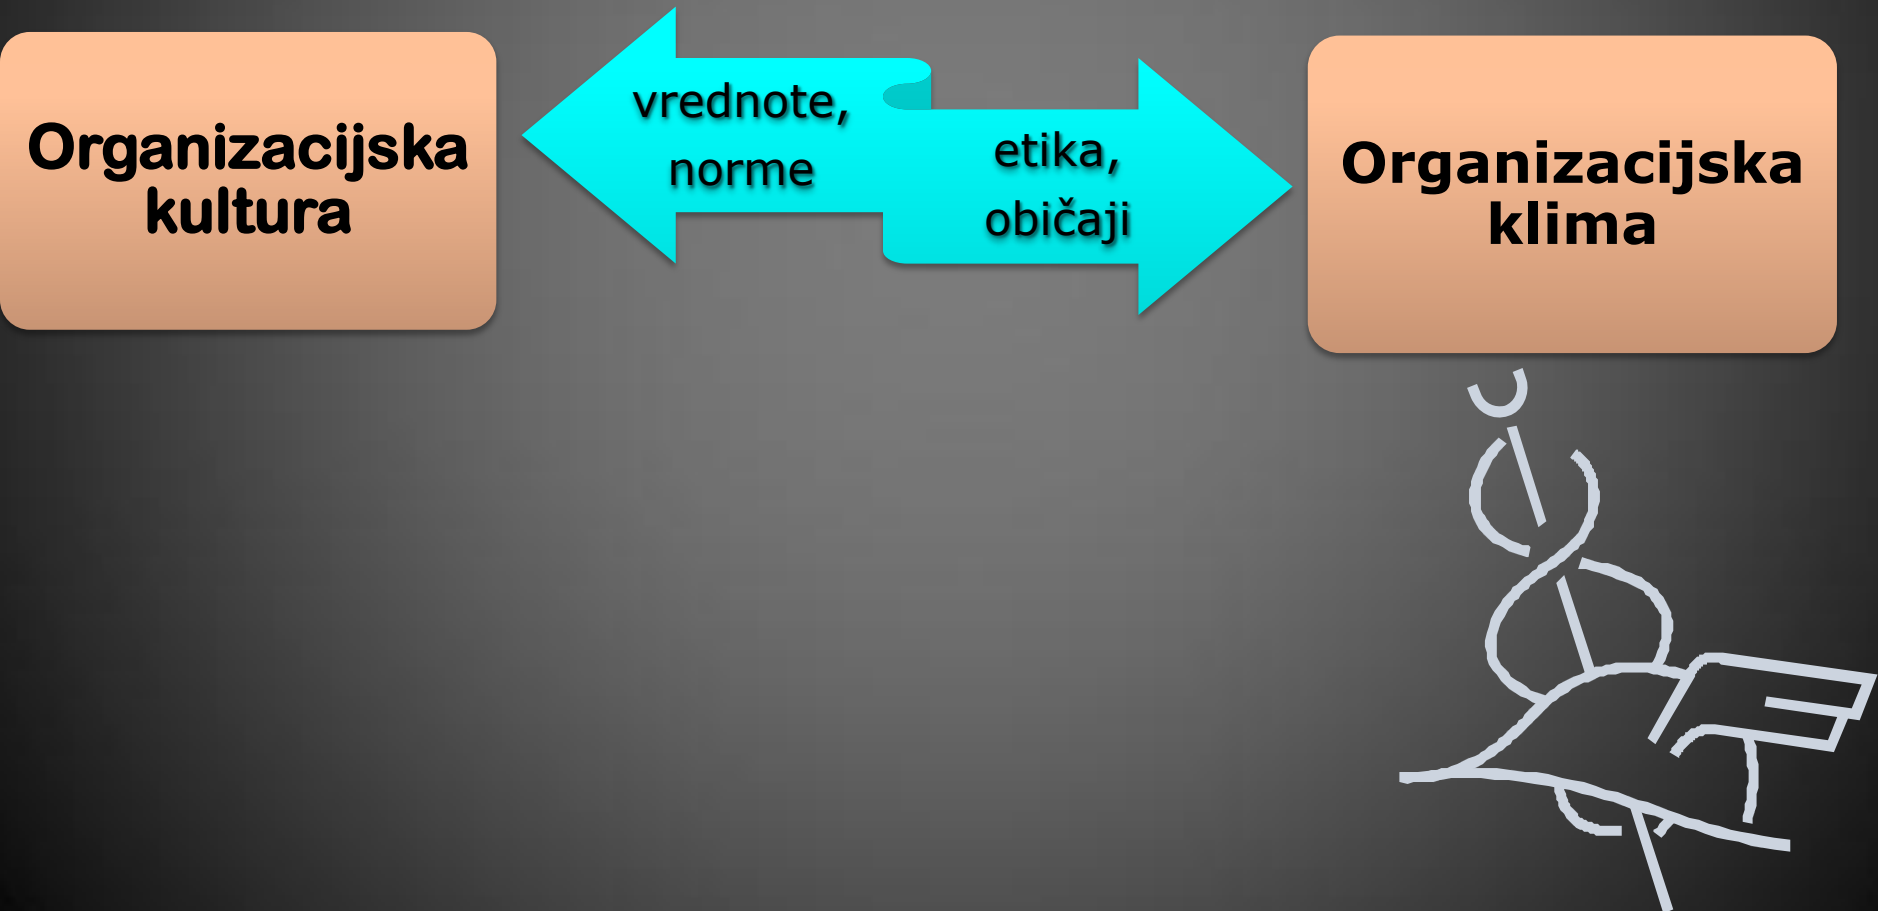 Organizacijska
kultura
vrednote,
norme
etika,
običaji
Organizacijska
klima